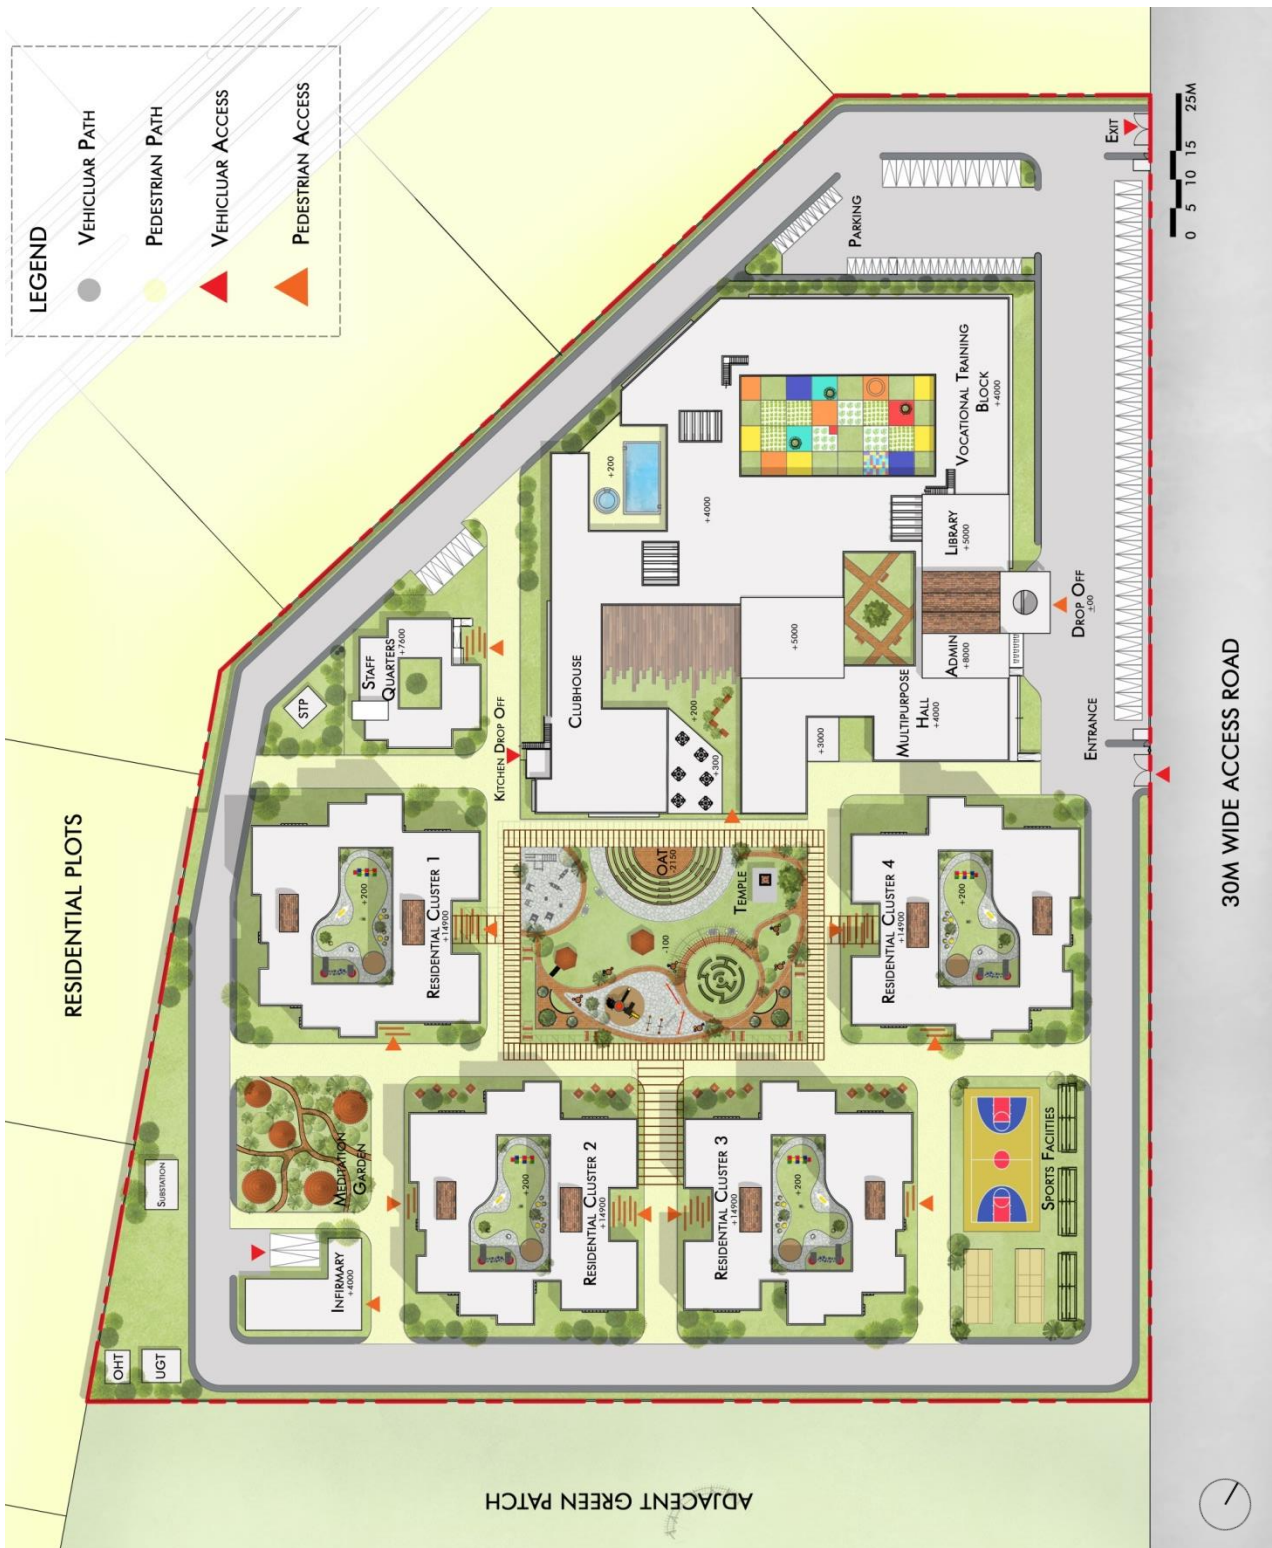 LEGEND
VEHICLUAR PATH
PEDESTRIAN PATH
VEHICLUAR ACCESS
PEDESTRIAN ACCESS
RESIDENTIAL PLOTS
STP
STAFF
QUARTERS
+7600
KITCHEN DROP OFF
CLUBHOUSE
+200
+4000
+200
+300
PARKING
EXIT
VOCATIONAL TRAINING
BLOCK
+4000
LIBRARY
+5000
+5000
ADMIN
+8000
MULTIPURPOSE
HALL
+4000
+3000
DROP OFF
±00
ENTRANCE
RESIDENTIAL CLUSTER 1
+14900
+200
OAT
-2150
TEMPLE
-100
RESIDENTIAL CLUSTER 4
+14900
+200
SUBSTATION
MEDITATION
GARDEN
INFIRMARY
+4000
OHT
UGT
RESIDENTIAL CLUSTER 2
+14900
+200
RESIDENTIAL CLUSTER 3
+14900
+200
SPORTS FACIITIES
ADJACENT GREEN PATCH
30M WIDE ACCESS ROAD
0 5 10 15 25M